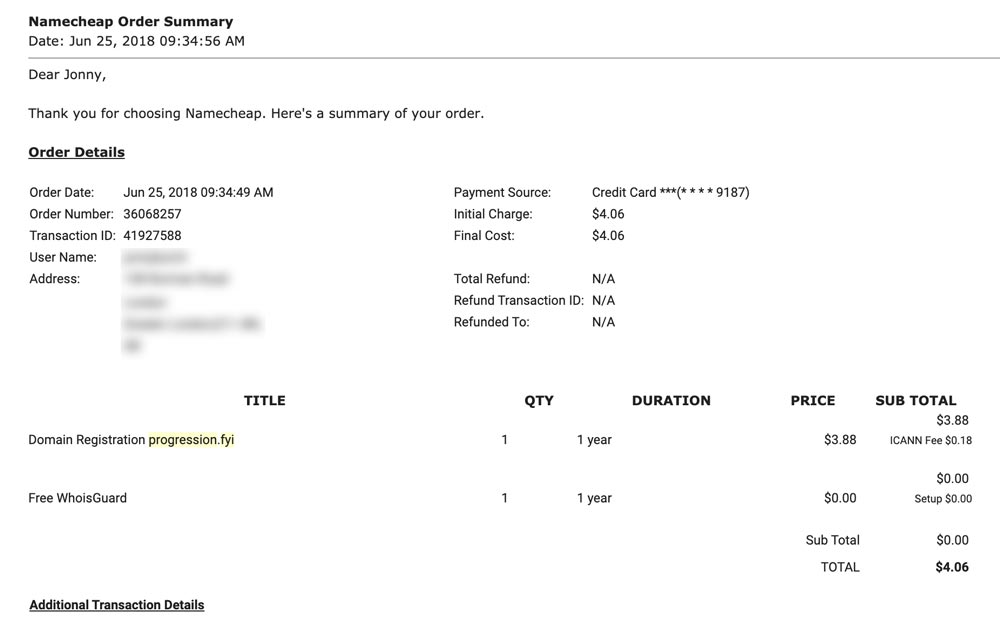 Namecheap Order Summary
Date: Jun 25, 2018 09:34:56 AM
Dear Jonny,
Thank you for choosing Namecheap. Here's a summary of your order.
Order Details
Order Date: Jun 25, 2018 09:34:49 AM
Order Number: 36068257
Transaction ID: 41927588
User Name:
Address:
Payment Source: Credit Card ***(* * * * 9187)
Initial Charge: $4.06
Final Cost: $4.06
Total Refund: N/A
Refund Transaction ID: N/A
Refunded To: N/A
TITLE QTY DURATION PRICE SUB TOTAL
$3.88
Domain Registration progression.fyi 1 1 year $3.88 ICANN Fee $0.18
$0.00
Free WhoisGuard 1 1 year $0.00 Setup $0.00
Sub Total $0.00
TOTAL $4.06
Additional Transaction Details